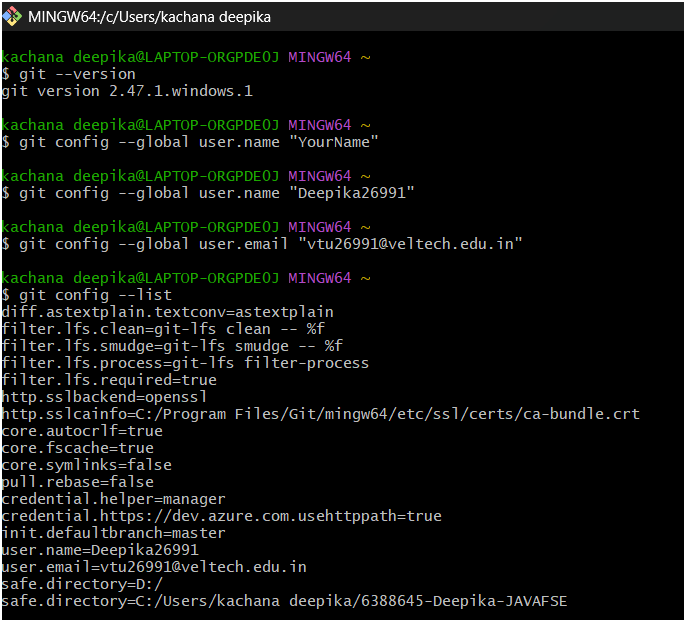 MINGW64:/c/Users/kachana deepika
kachana deepika@LAPTOP-ORGPDE0J MINGW64 ~
$ git --version
git version 2.47.1.windows.1
kachana deepika@LAPTOP-ORGPDE0J MINGW64 ~
$ git config --global user.name "YourName"
kachana deepika@LAPTOP-ORGPDE0J MINGW64 ~
$ git config --global user.name "Deepika26991"
kachana deepika@LAPTOP-ORGPDE0J MINGW64 ~
$ git config --global user.email "vtu26991@veltech.edu.in"
kachana deepika@LAPTOP-ORGPDE0J MINGW64 ~
$ git config --list
diff.astextplain.textconv=astextplain
filter.lfs.clean=git-lfs clean -- %f
filter.lfs.smudge=git-lfs smudge -- %f
filter.lfs.process=git-lfs filter-process
filter.lfs.required=true
http.sslbackend=openssl
http.sslcainfo=C:/Program Files/Git/mingw64/etc/ssl/certs/ca-bundle.crt
core.autocrlf=true
core.fscache=true
core.symlinks=false
pull.rebase=false
credential.helper=manager
credential.https://dev.azure.com.usehttppath=true
init.defaultbranch=master
user.name=Deepika26991
user.email=vtu26991@veltech.edu.in
safe.directory=D:/
safe.directory=C:/Users/kachana deepika/6388645-Deepika-JAVAFSE